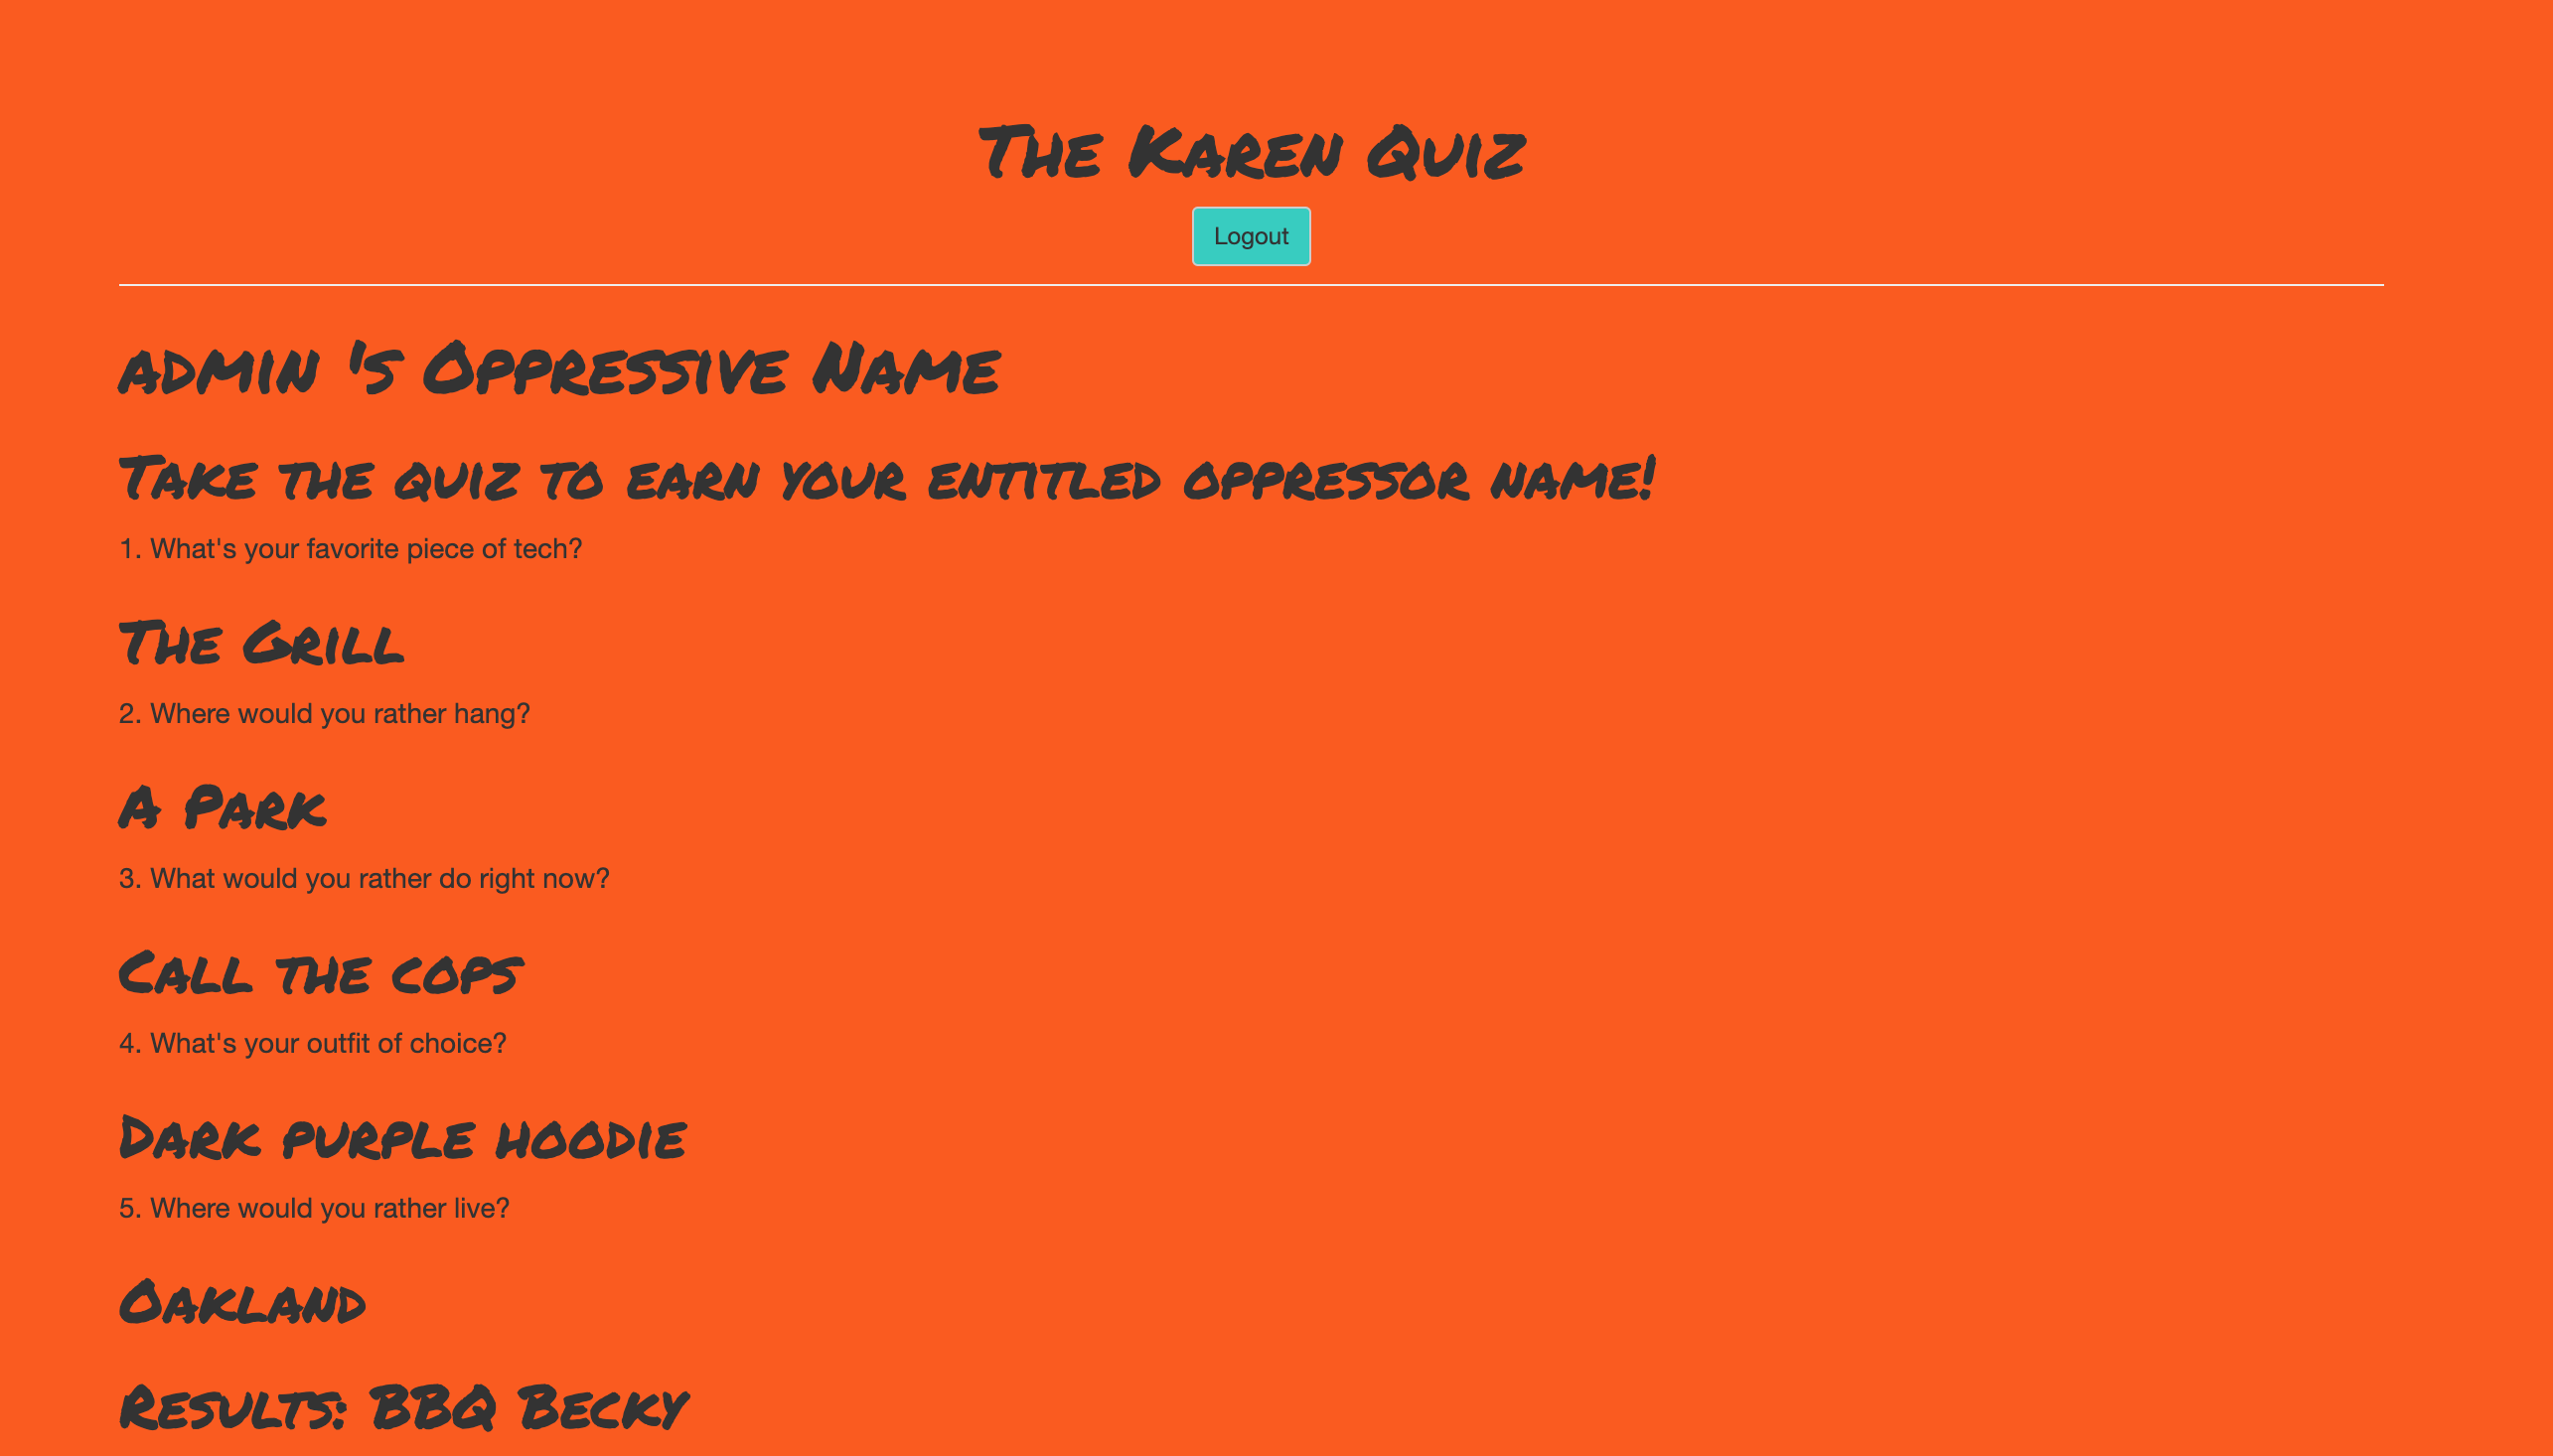 The Karen Quiz
Logout
admin 's Oppressive Name
Take the quiz to earn your entitled oppressor name!
1. What's your favorite piece of tech?
The Grill
2. Where would you rather hang?
A Park
3. What would you rather do right now?
Call the cops
4. What's your outfit of choice?
Dark purple hoodie
5. Where would you rather live?
Oakland
Results: BBQ Becky